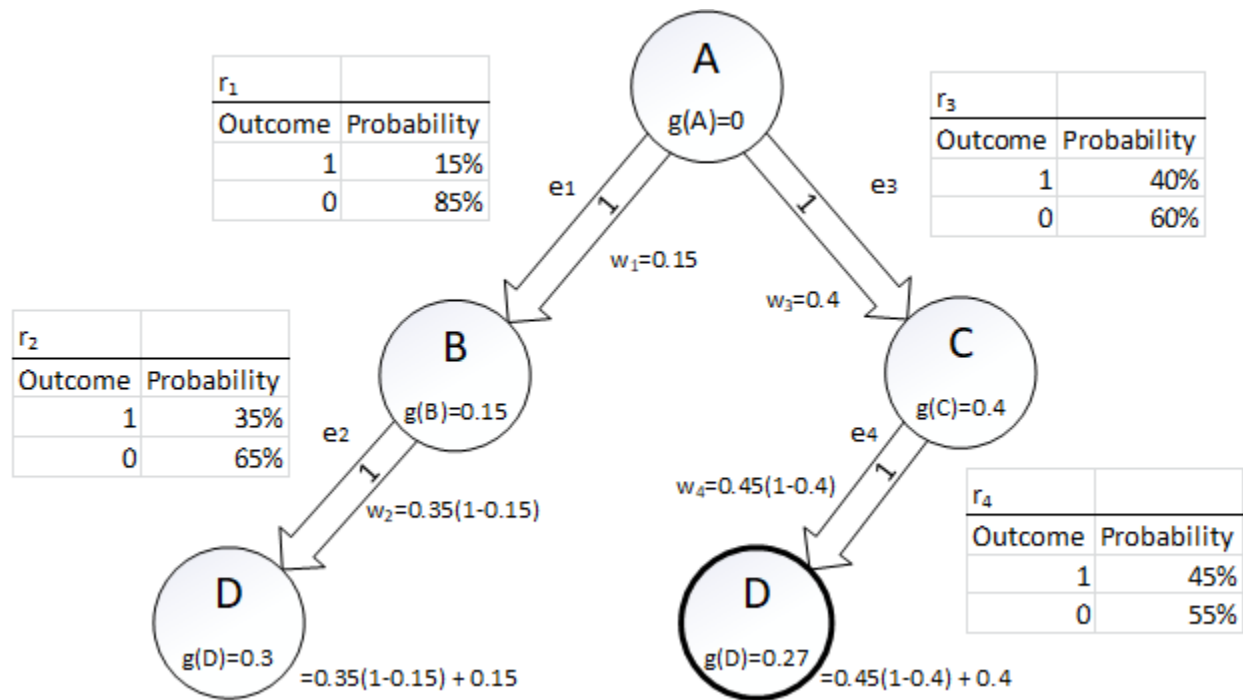 A
g(A)=0
r₁
Outcome Probability
1 15%
0 85%
r₃
Outcome Probability
1 40%
0 60%
e₁
1
w₁=0.15
e₃
1
w₃=0.4
r₂
Outcome Probability
1 35%
0 65%
B
g(B)=0.15
C
g(C)=0.4
e₂
1
w₂=0.35(1-0.15)
e₄
1
w₄=0.45(1-0.4)
r₄
Outcome Probability
1 45%
0 55%
D
g(D)=0.3
=0.35(1-0.15) + 0.15
D
g(D)=0.27
=0.45(1-0.4) + 0.4